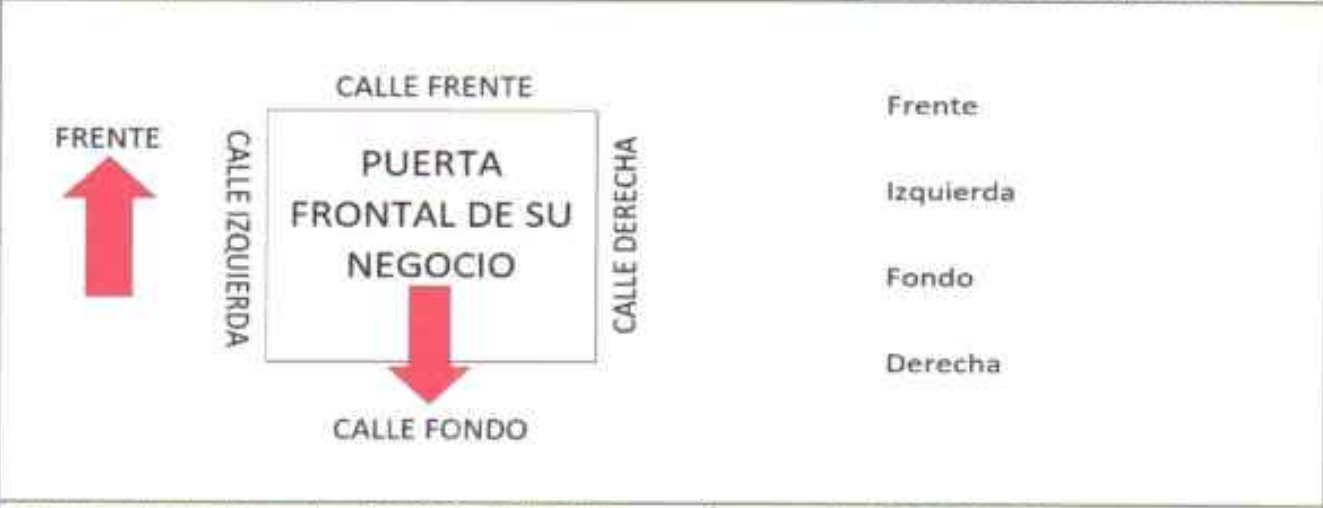 CALLE FRENTE
FRENTE
CALLE IZQUIERDA
PUERTA
FRONTAL DE SU
NEGOCIO
CALLE DERECHA
CALLE FONDO
Frente
Izquierda
Fondo
Derecha